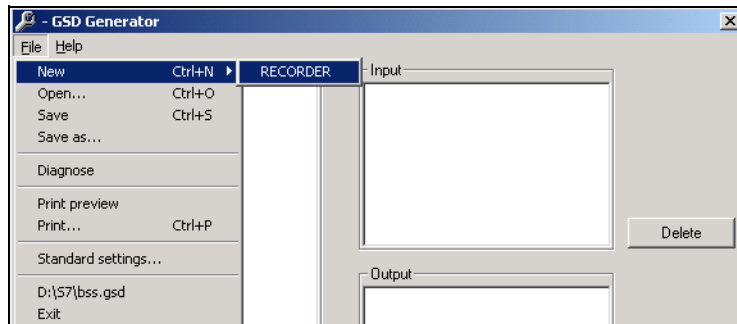 - GSD Generator
File Help
New Ctrl+N RECORDER
Open... Ctrl+O
Save Ctrl+S
Save as...
Diagnose
Print preview
Print... Ctrl+P
Standard settings...
D:\S7\bss.gsd
Exit
Input
Delete
Output